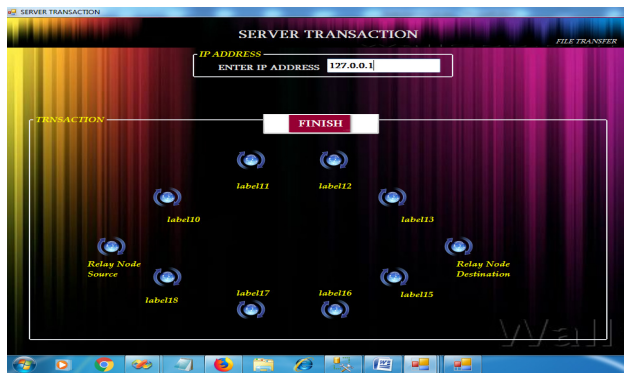 SERVER TRANSACTION
SERVER TRANSACTION
FILE TRANSFER
IP ADDRESS
ENTER IP ADDRESS 127.0.0.1
TRNSACTION
FINISH
label11 label12
label10 label13
Relay Node
Source
Relay Node
Destination
label18 label17 label16 label15
VVall